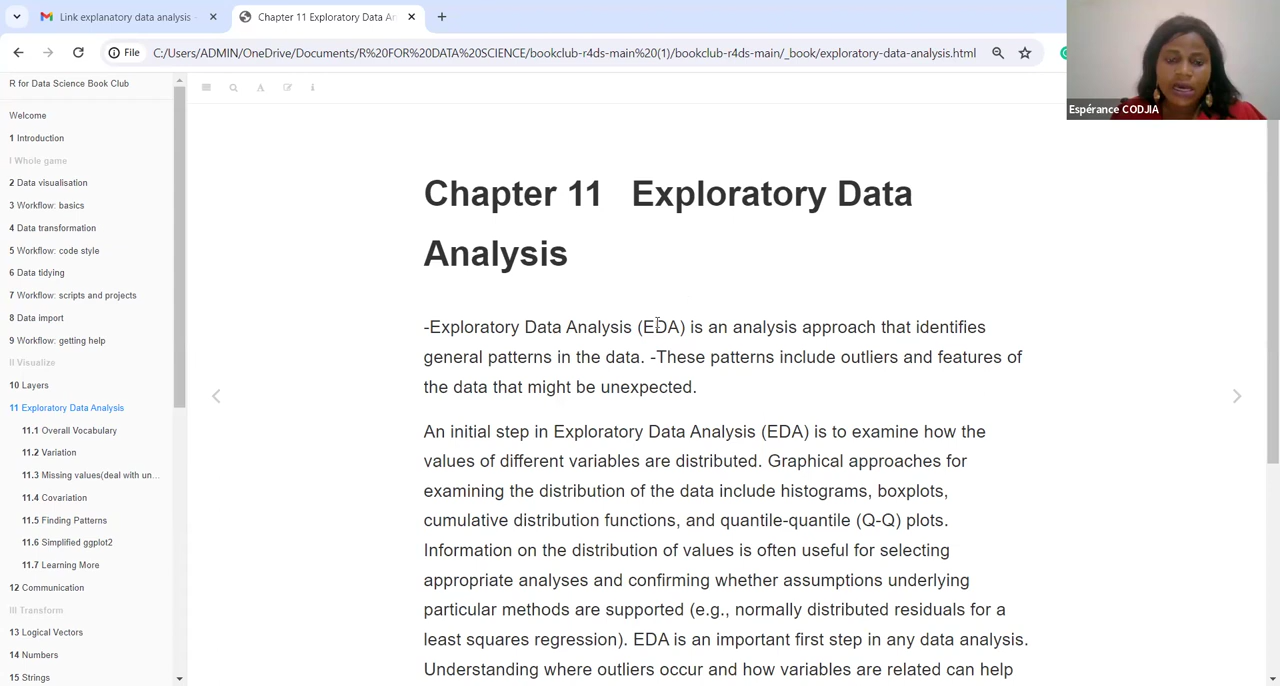 Link explanatory data analysis -
Chapter 11 Exploratory Data An
File
C:/Users/ADMIN/OneDrive/Documents/R%20FOR%20DATA%20SCIENCE/bookclub-r4ds-main%20(1)/bookclub-r4ds-main/_book/exploratory-data-analysis.html
Espérance CODJIA
R for Data Science Book Club
Welcome
1 Introduction
I Whole game
2 Data visualisation
3 Workflow: basics
4 Data transformation
5 Workflow: code style
6 Data tidying
7 Workflow: scripts and projects
8 Data import
9 Workflow: getting help
II Visualize
10 Layers
11 Exploratory Data Analysis
11.1 Overall Vocabulary
11.2 Variation
11.3 Missing values(deal with un...
11.4 Covariation
11.5 Finding Patterns
11.6 Simplified ggplot2
11.7 Learning More
12 Communication
III Transform
13 Logical Vectors
14 Numbers
15 Strings
Chapter 11 Exploratory Data
Analysis
-Exploratory Data Analysis (EDA) is an analysis approach that identifies
general patterns in the data. -These patterns include outliers and features of
the data that might be unexpected.
An initial step in Exploratory Data Analysis (EDA) is to examine how the
values of different variables are distributed. Graphical approaches for
examining the distribution of the data include histograms, boxplots,
cumulative distribution functions, and quantile-quantile (Q-Q) plots.
Information on the distribution of values is often useful for selecting
appropriate analyses and confirming whether assumptions underlying
particular methods are supported (e.g., normally distributed residuals for a
least squares regression). EDA is an important first step in any data analysis.
Understanding where outliers occur and how variables are related can help